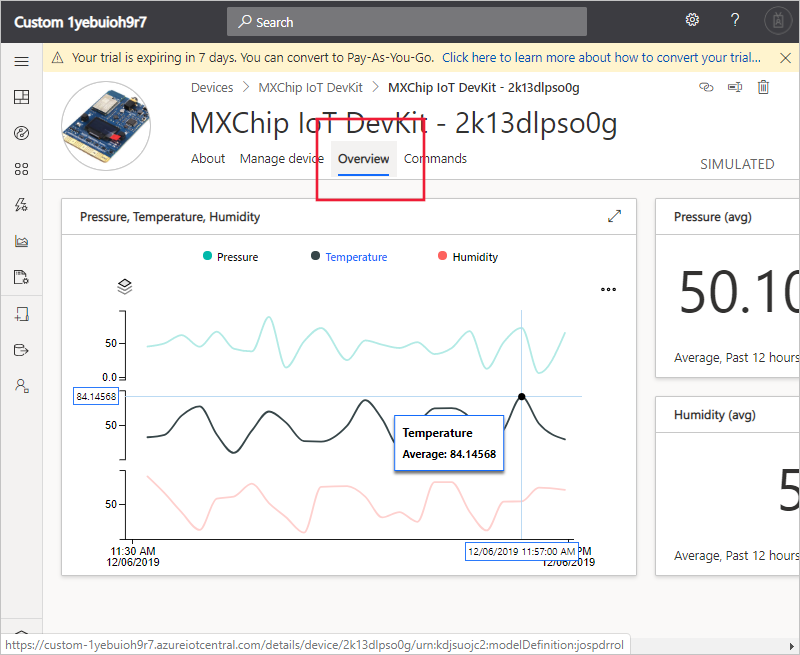 Custom 1yebuioh9r7
Search
?
Your trial is expiring in 7 days. You can convert to Pay-As-You-Go. Click here to learn more about how to convert your trial...
Devices > MXChip IoT DevKit > MXChip IoT DevKit - 2k13dlpso0g
MXChip IoT DevKit - 2k13dlpso0g
About Manage device Overview Commands
SIMULATED
Pressure, Temperature, Humidity
Pressure Temperature Humidity
50
0.0
84.14568
50
Temperature
Average: 84.14568
50
11:30 AM
12/06/2019
12/06/2019 11:57:00 AM
PM
12/06/2019
Pressure (avg)
50.10
Average, Past 12 hours
Humidity (avg)
5
Average, Past 12 hours
https://custom-1yebuioh9r7.azureiotcentral.com/details/device/2k13dlpso0g/urn:kdjsuojc2:modelDefinition:jospdrrol